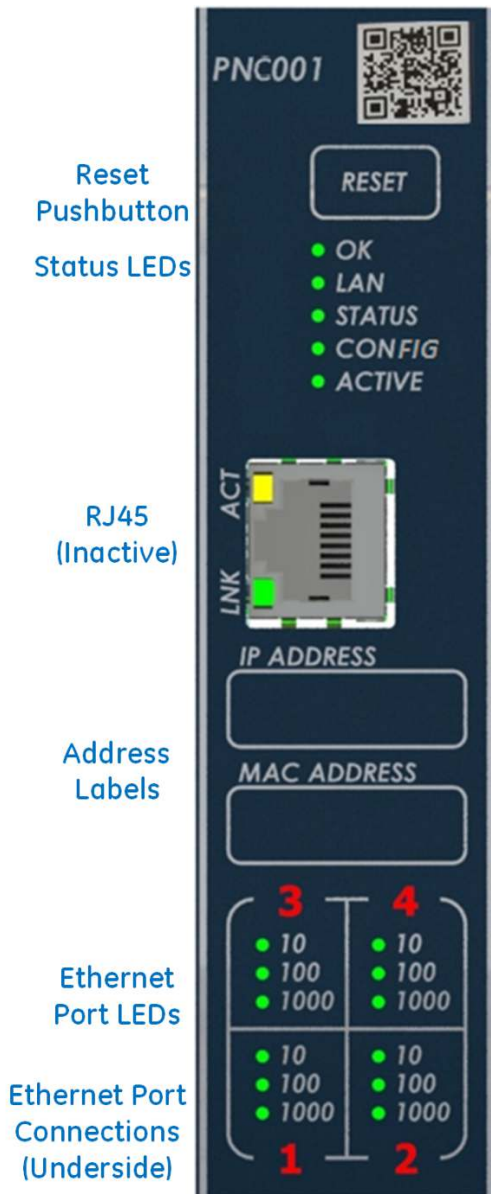 PNC001
Reset
Pushbutton
RESET
Status LEDs
OK
LAN
STATUS
CONFIG
ACTIVE
RJ45
(Inactive)
ACT
LNK
IP ADDRESS
Address
Labels
MAC ADDRESS
3 4
10 10
100 100
1000 1000
Ethernet
Port LEDs
10 10
100 100
1000 1000
Ethernet Port
Connections
(Underside)
1 2